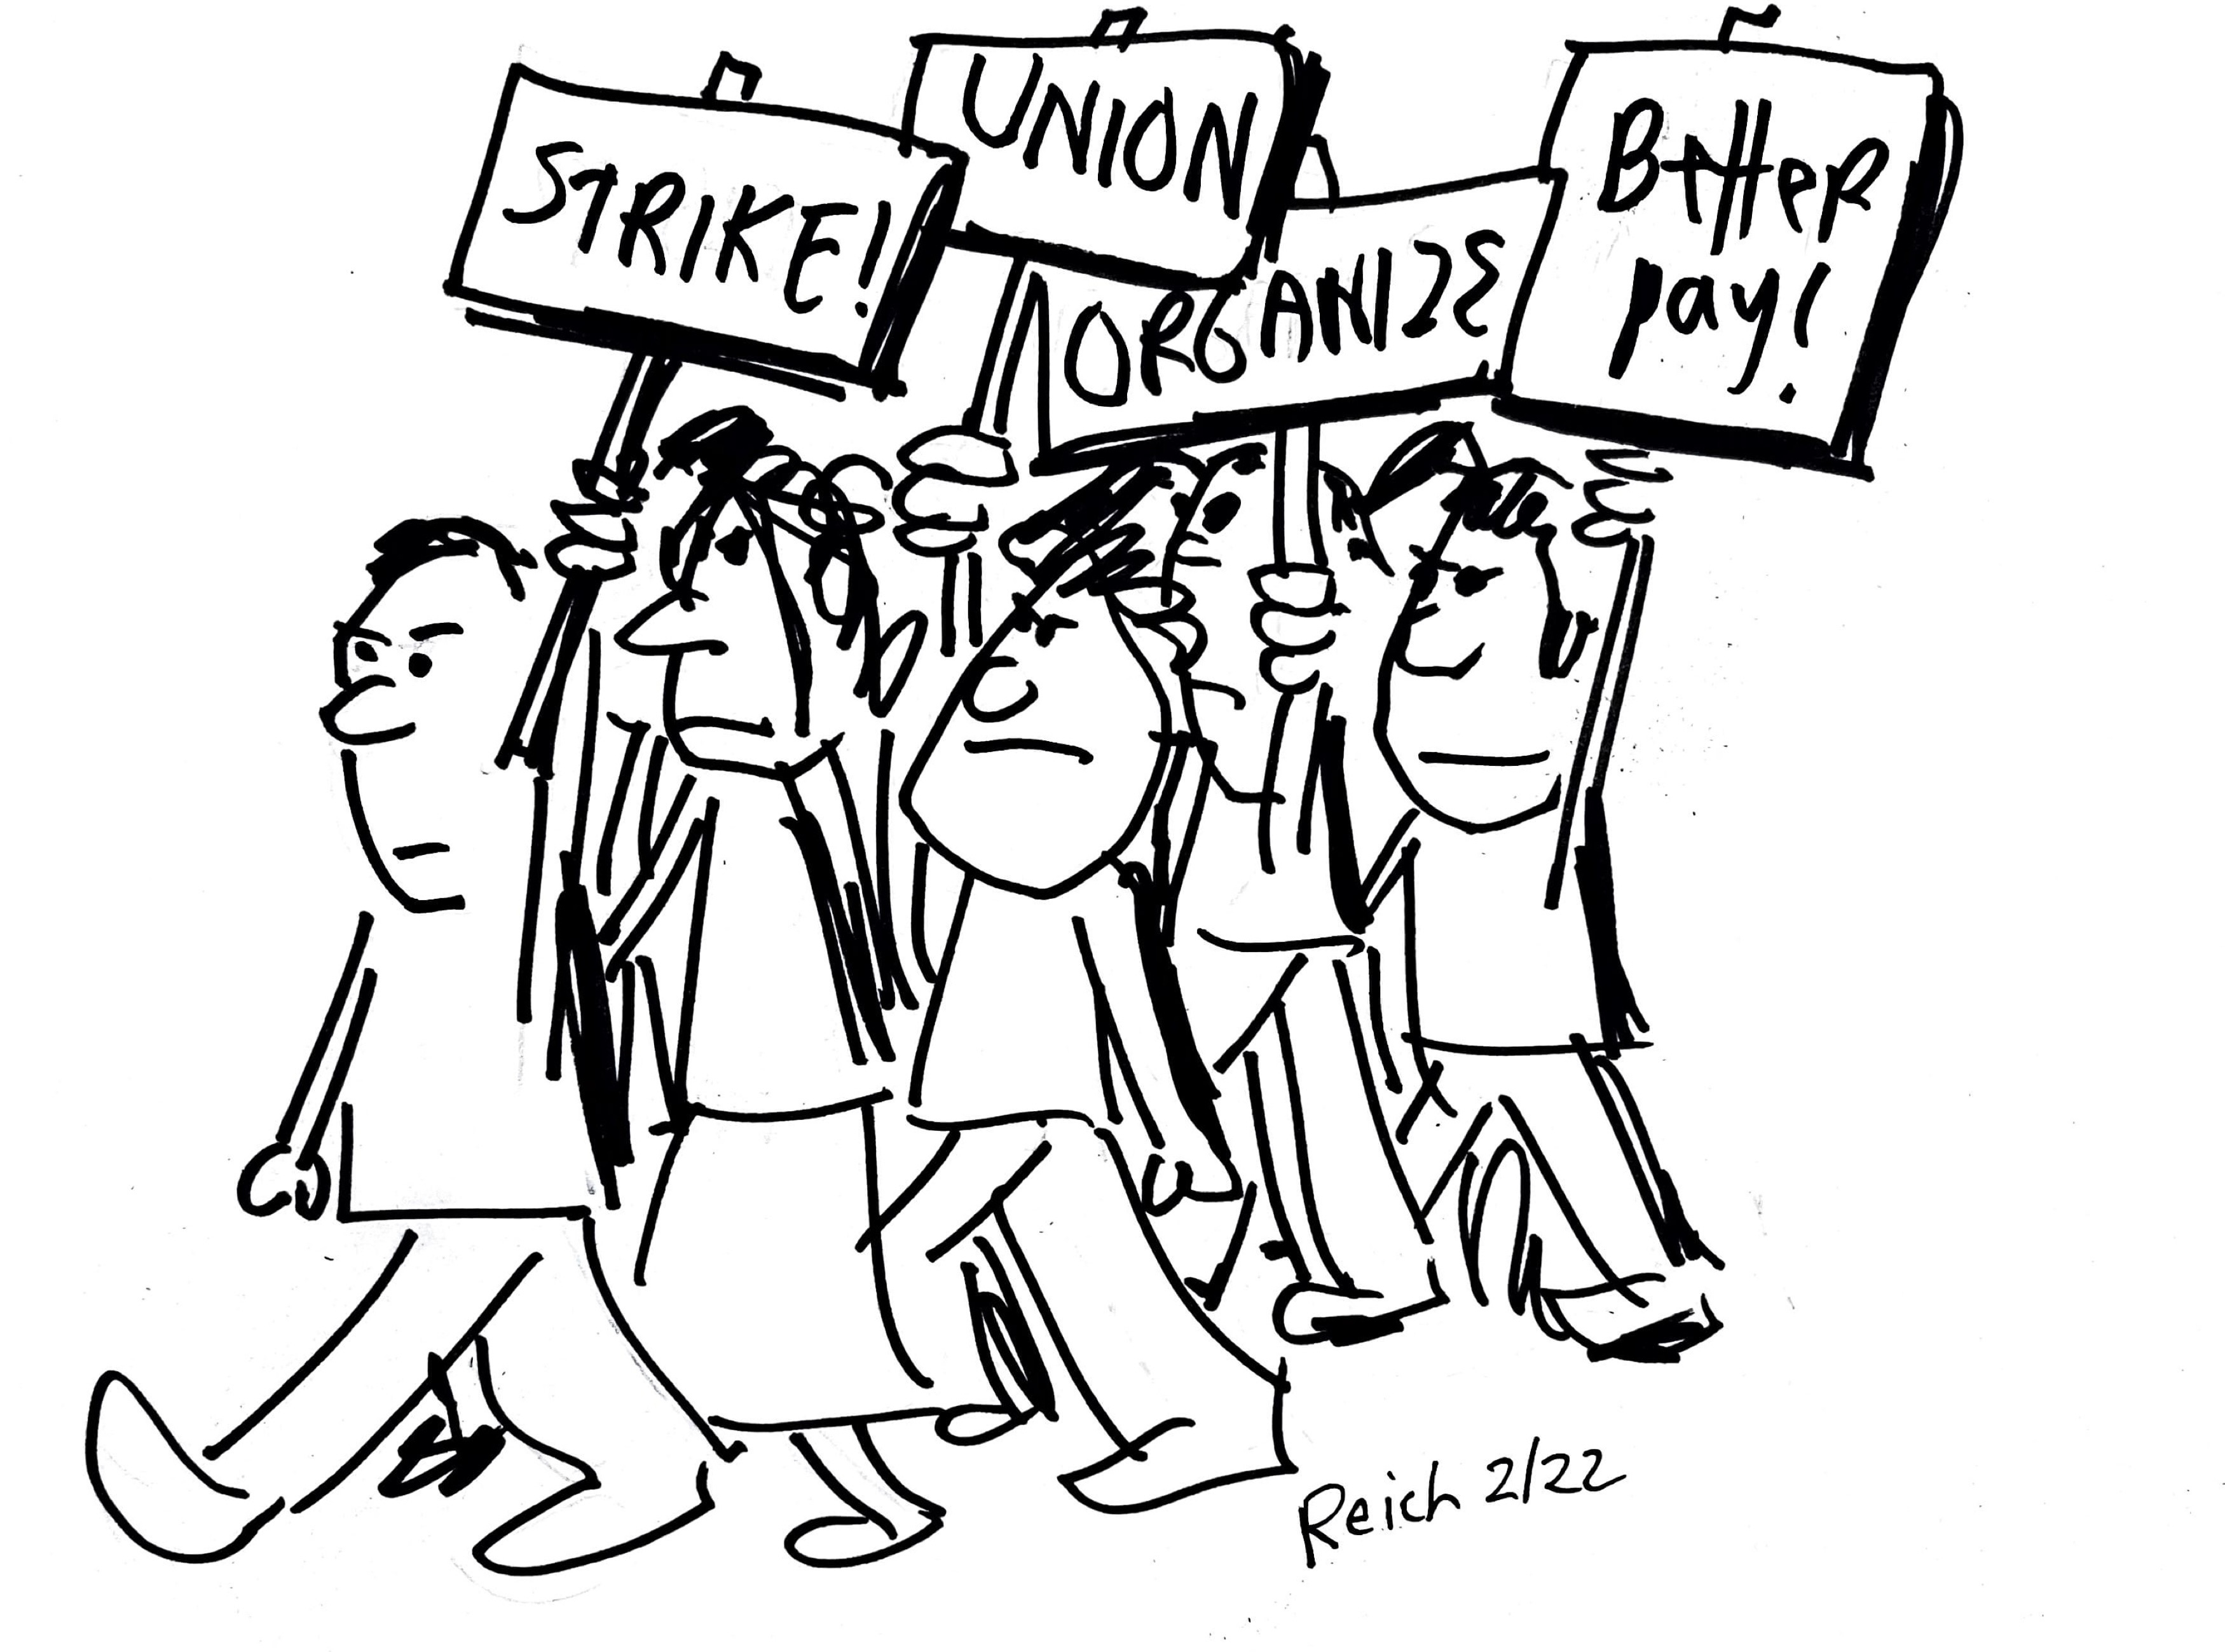 STRIKE!
UNION
ORGANIZE
Better
pay!
Reich 2/22